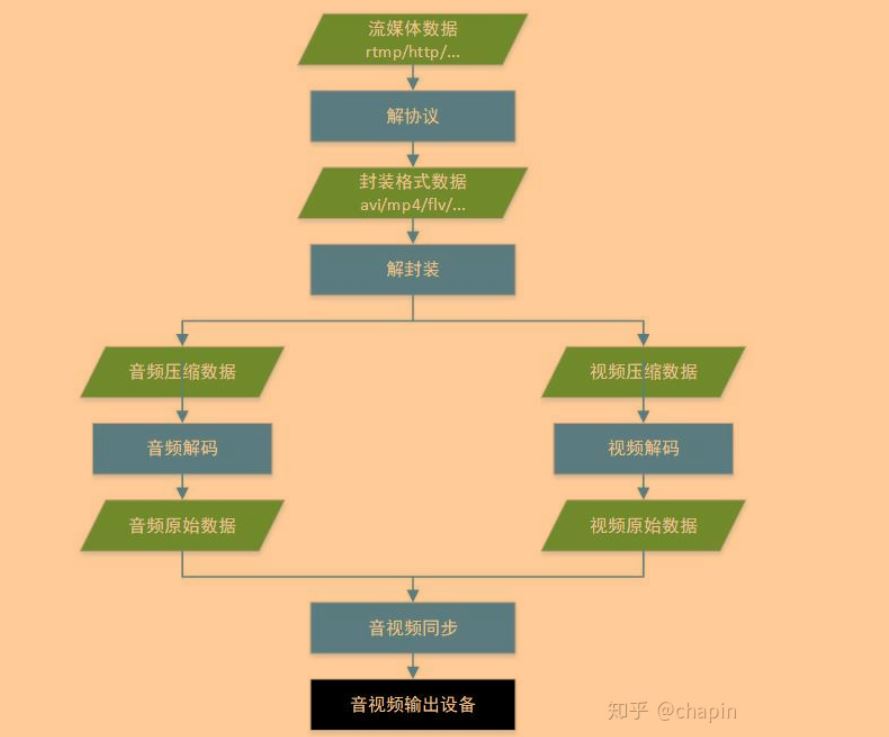 流媒体数据
rtmp/http/...
解协议
封装格式数据
avi/mp4/flv/...
解封装
音频压缩数据
视频压缩数据
音频解码
视频解码
音频原始数据
视频原始数据
音视频同步
音视频输出设备
知乎 @chapin